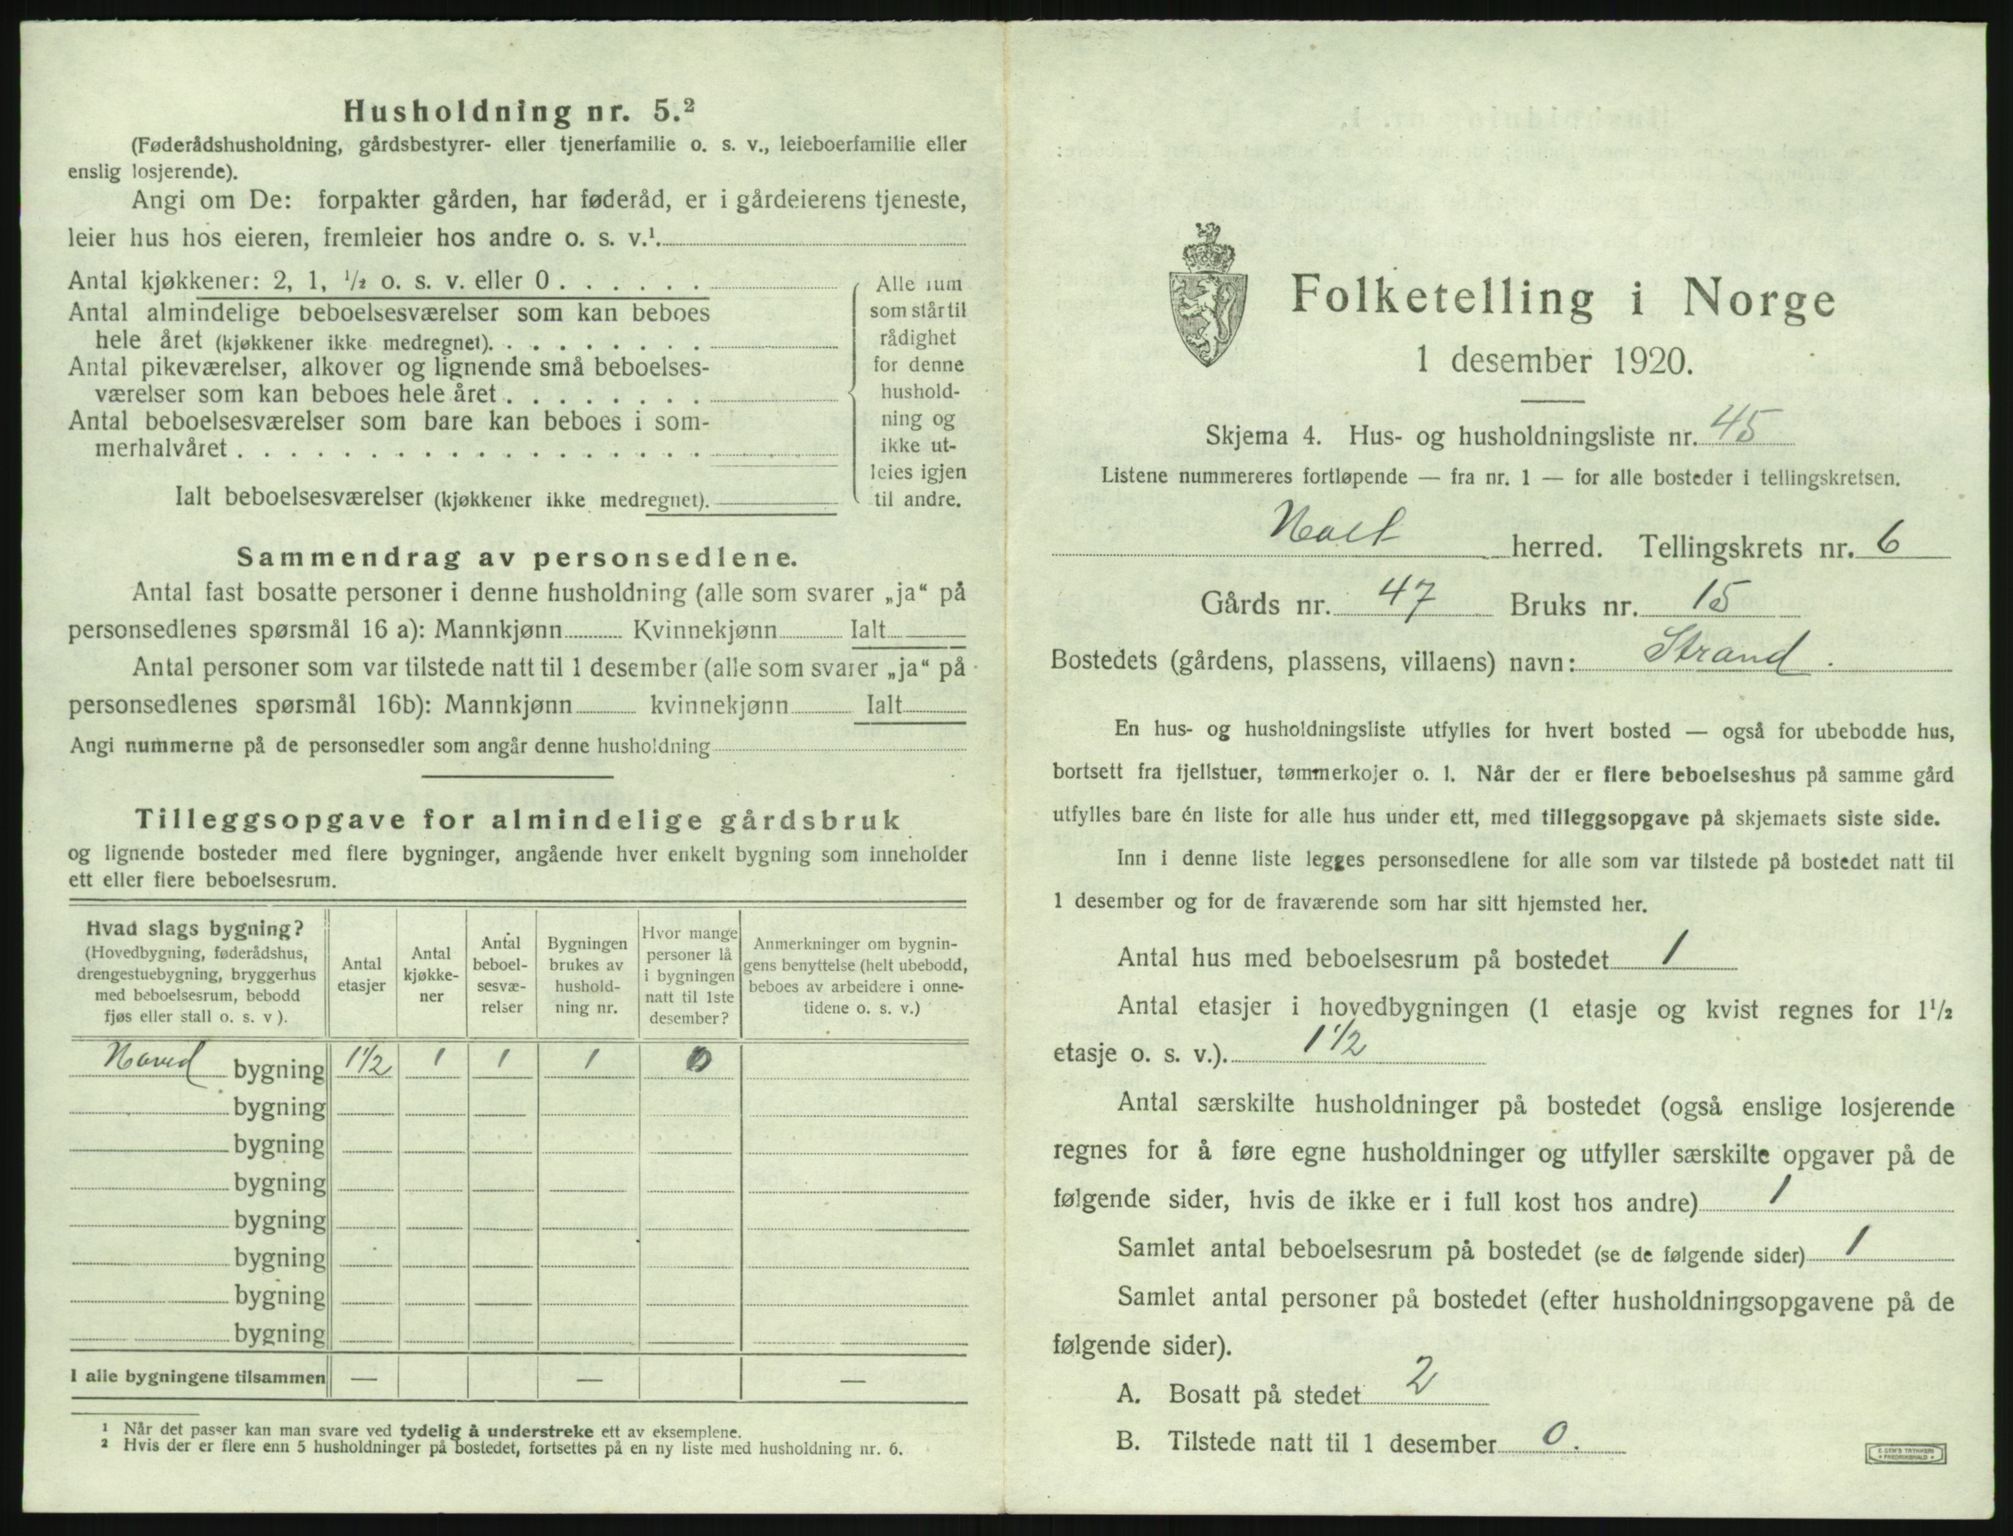 Husholdning nr. 5.²
(Føderådshusholdning, gårdsbestyrer- eller tjenerfamilie o. s. v., leieboerfamilie eller
enslig losjerende).
Angi om De: forpakter gården, har føderåd, er i gårdeierens tjeneste,
leier hus hos eieren, fremleier hos andre o. s. v.¹.
Antal kjøkkener: 2, 1, ½ o. s. v. eller 0 . . . . . .
Antal almindelige beboelsesværelser som kan beboes
hele året (kjøkkener ikke medregnet). . . . . . . . .
Antal pikeværelser, alkover og lignende små beboelses-
værelser som kan beboes hele året . . . . . . . .
Antal beboelsesværelser som bare kan beboes i som-
merhalvåret . . . . . . . . . . . . . . . . . .
Ialt beboelsesværelser (kjøkkener ikke medregnet).
Alle rum
som står til
rådighet
for denne
hushold-
ning og
ikke ut-
leies igjen
til andre.
Sammendrag av personsedlene.
Antal fast bosatte personer i denne husholdning (alle som svarer „ja“ på
personsedlenes spørsmål 16 a): Mannkjønn Kvinnekjønn Ialt
Antal personer som var tilstede natt til 1 desember (alle som svarer „ja“ på
personsedlenes spørsmål 16b): Mannkjønn kvinnekjønn Ialt
Angi nummerne på de personsedler som angår denne husholdning
Tilleggsopgave for almindelige gårdsbruk
og lignende bosteder med flere bygninger, angående hver enkelt bygning som inneholder
ett eller flere beboelsesrum.
Hvad slags bygning?
(Hovedbygning, føderådshus,
drengestuebygning, bryggerhus
med beboelsesrum, bebodd
fjøs eller stall o. s. v ).
Antal
etasjer
Antal
kjøkke-
ner
Antal
beboel-
sesvæ-
relser
Bygningen
brukes av
hushold-
ning nr.
Hvor mange
personer lå
i bygningen
natt til 1ste
desember?
Anmerkninger om bygnin-
gens benyttelse (helt ubebodd,
beboes av arbeidere i onne-
tidene o. s. v.)
Hoved bygning 1½ 1 1 1 0
bygning
bygning
bygning
bygning
bygning
bygning
bygning
I alle bygningene tilsammen — — —
¹ Når det passer kan man svare ved tydelig å understreke ett av eksemplene.
² Hvis der er flere enn 5 husholdninger på bostedet, fortsettes på en ny liste med husholdning nr. 6.
Folketelling i Norge
1 desember 1920.
Skjema 4. Hus- og husholdningsliste nr. 45
Listene nummereres fortløpende — fra nr. 1 — for alle bosteder i tellingskretsen.
Holt herred. Tellingskrets nr. 6
Gårds nr. 47 Bruks nr. 15
Bostedets (gårdens, plassens, villaens) navn: Strand.
En hus- og husholdningsliste utfylles for hvert bosted — også for ubebodde hus,
bortsett fra fjellstuer, tømmerkojer o. l. Når der er flere beboelseshus på samme gård
utfylles bare én liste for alle hus under ett, med tilleggsopgave på skjemaets siste side.
Inn i denne liste legges personsedlene for alle som var tilstede på bostedet natt til
1 desember og for de fraværende som har sitt hjemsted her.
Antal hus med beboelsesrum på bostedet 1
Antal etasjer i hovedbygningen (1 etasje og kvist regnes for 1½
etasje o. s. v.). 1½
Antal særskilte husholdninger på bostedet (også enslige losjerende
regnes for å føre egne husholdninger og utfyller særskilte opgaver på de
følgende sider, hvis de ikke er i full kost hos andre) 1
Samlet antal beboelsesrum på bostedet (se de følgende sider) 1
Samlet antal personer på bostedet (efter husholdningsopgavene på de
følgende sider).
A. Bosatt på stedet 2
B. Tilstede natt til 1 desember 0.